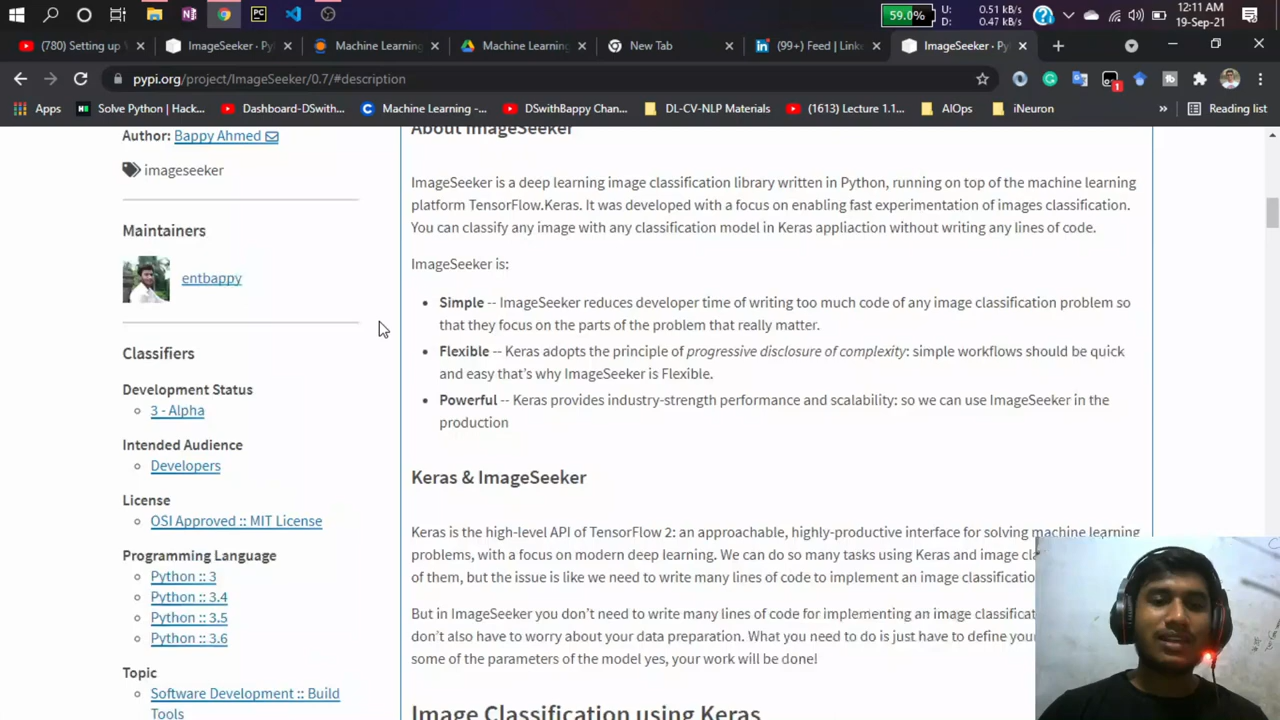 59.0%
U: 0.51 kB/s
D: 0.47 kB/s
12:11 AM
19-Sep-21
(780) Setting up
ImageSeeker · Py
Machine Learning
Machine Learning
New Tab
(99+) Feed | Link
ImageSeeker · Py
pypi.org/project/ImageSeeker/0.7/#description
1
Apps
Solve Python | Hack...
Dashboard-DSwith...
Machine Learning -...
DSwithBappy Chan...
DL-CV-NLP Materials
(1613) Lecture 1.1...
AIOps
iNeuron
»
Reading list
Author: Bappy Ahmed
imageseeker
Maintainers
entbappy
Classifiers
Development Status
3 - Alpha
Intended Audience
Developers
License
OSI Approved :: MIT License
Programming Language
Python :: 3
Python :: 3.4
Python :: 3.5
Python :: 3.6
Topic
Software Development :: Build
Tools
About ImageSeeker
ImageSeeker is a deep learning image classification library written in Python, running on top of the machine learning
platform TensorFlow.Keras. It was developed with a focus on enabling fast experimentation of images classification.
You can classify any image with any classification model in Keras appliaction without writing any lines of code.
ImageSeeker is:
Simple -- ImageSeeker reduces developer time of writing too much code of any image classification problem so
that they focus on the parts of the problem that really matter.
Flexible -- Keras adopts the principle of progressive disclosure of complexity: simple workflows should be quick
and easy that's why ImageSeeker is Flexible.
Powerful -- Keras provides industry-strength performance and scalability: so we can use ImageSeeker in the
production
Keras & ImageSeeker
Keras is the high-level API of TensorFlow 2: an approachable, highly-productive interface for solving machine learning
problems, with a focus on modern deep learning. We can do so many tasks using Keras and image cla
of them, but the issue is like we need to write many lines of code to implement an image classificatio
But in ImageSeeker you don't need to write many lines of code for implementing an image classificat
don't also have to worry about your data preparation. What you need to do is just have to define your
some of the parameters of the model yes, your work will be done!
Image Classification using Keras